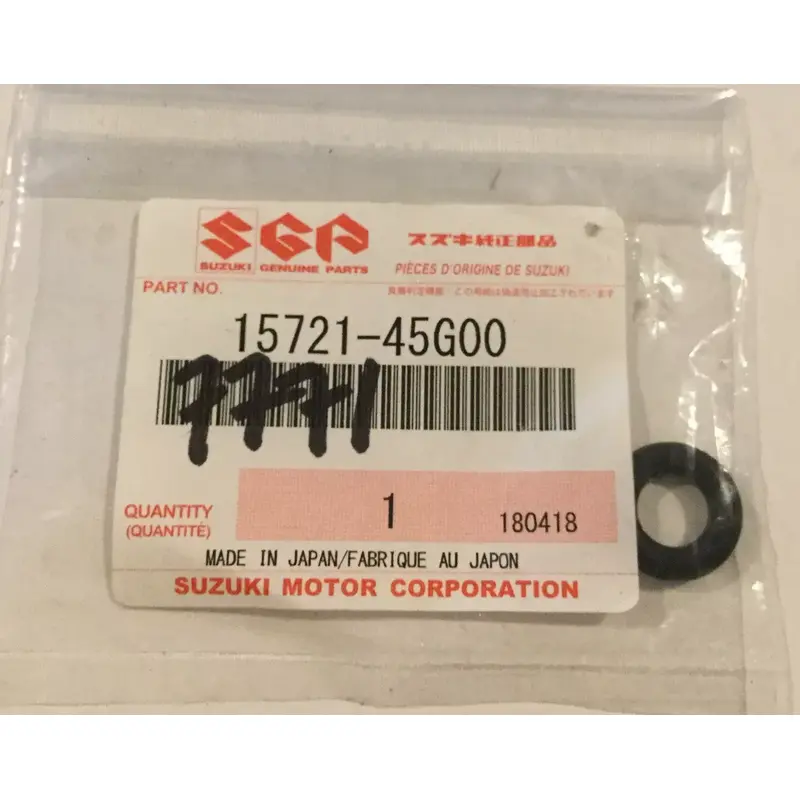 SGP スズキ純正部品
SUZUKI GENUINE PARTS PIÈCES D'ORIGINE DE SUZUKI
PART NO.
15721-45G00
7771
QUANTITY 1 180418
(QUANTITÉ)
MADE IN JAPAN/FABRIQUE AU JAPON
SUZUKI MOTOR CORPORATION